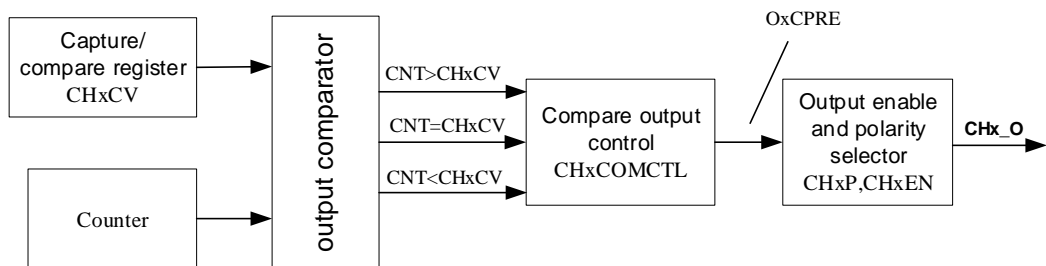 Capture/
compare register
CHxCV
Counter
output comparator
CNT>CHxCV
CNT=CHxCV
CNT<CHxCV
Compare output
control
CHxCOMCTL
OxCPRE
Output enable
and polarity
selector
CHxP,CHxEN
CHx_O